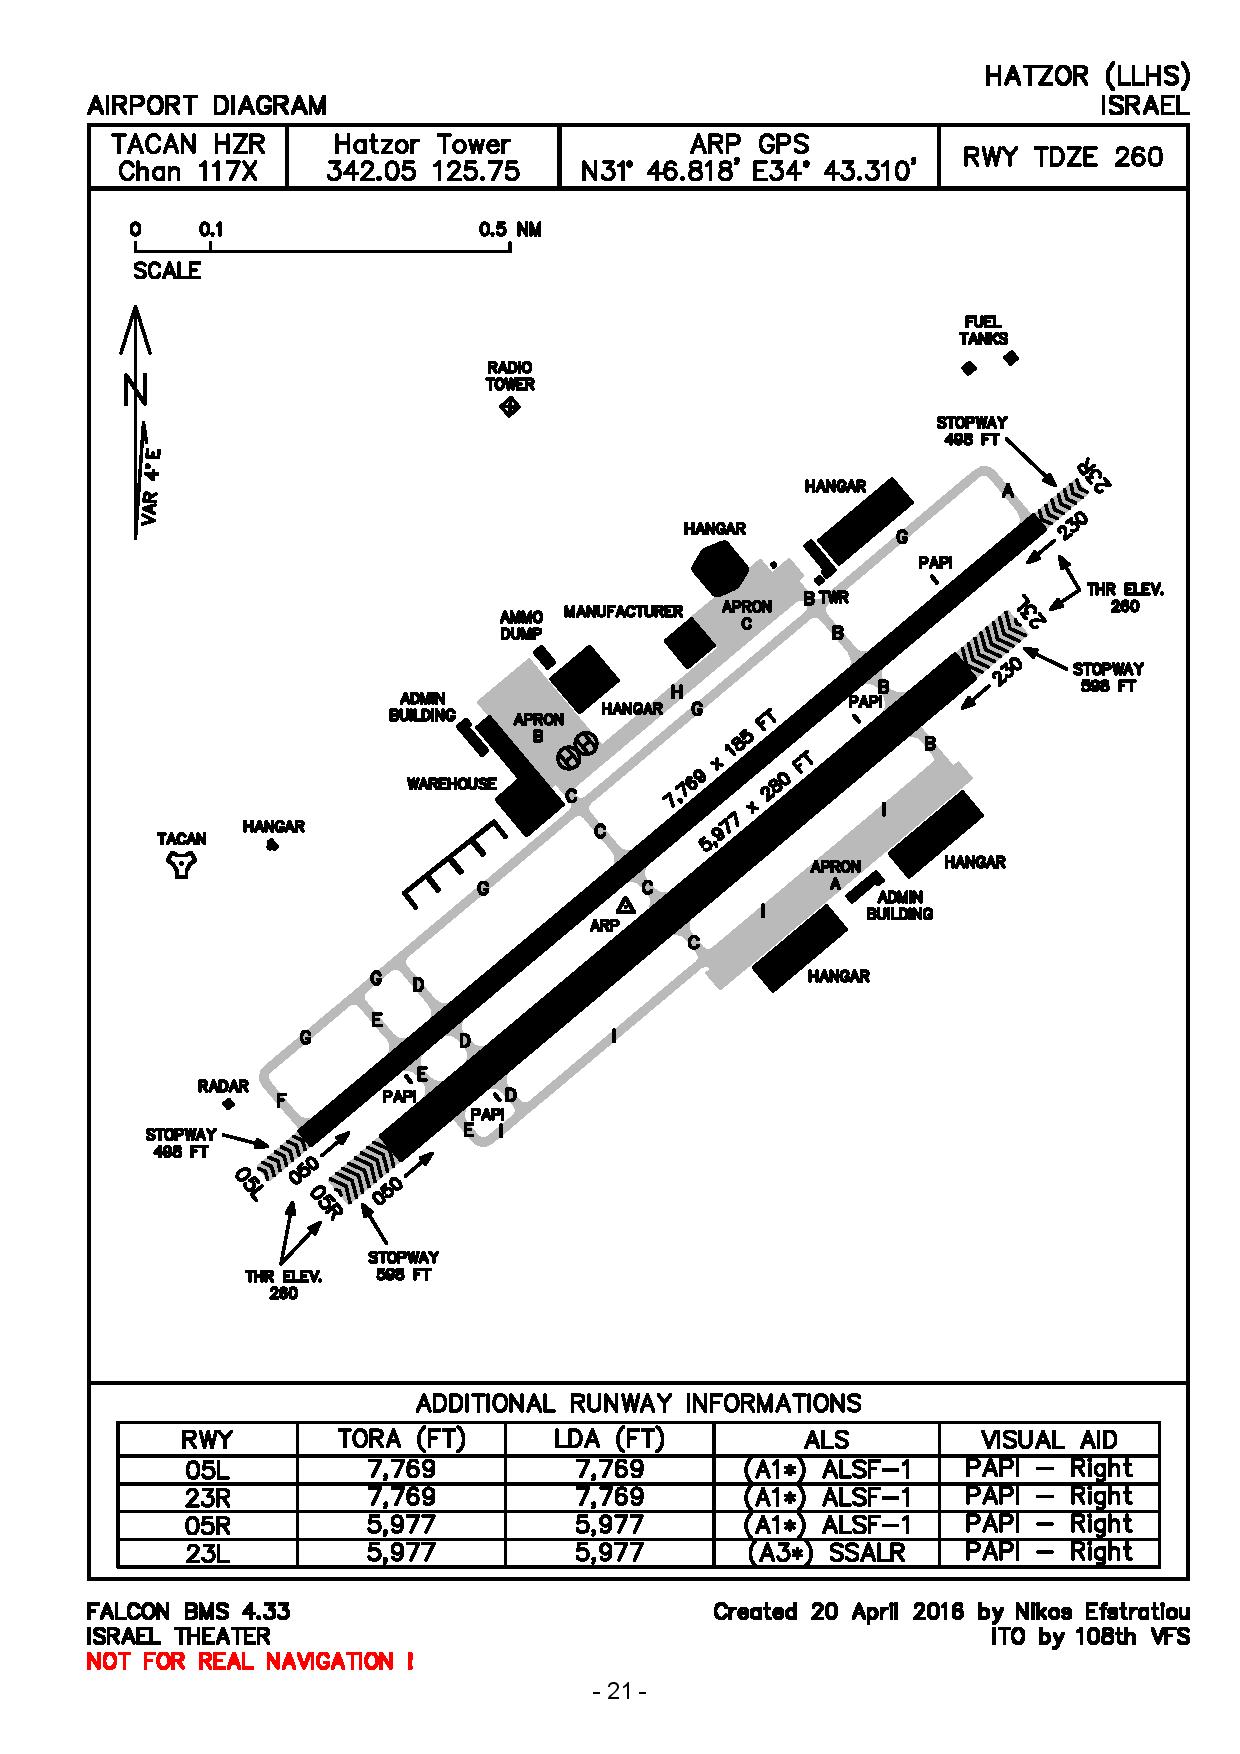 HATZOR (LLHS)
AIRPORT DIAGRAM
ISRAEL
TACAN HZR
Chan 117X
Hatzor Tower
342.05 125.75
ARP GPS
N31° 46.818' E34° 43.310'
RWY TDZE 260
0 0.1 0.5 NM
SCALE
N
VAR 4°E
FUEL
TANKS
RADIO
TOWER
STOPWAY
498 FT
23R
A
HANGAR
230
HANGAR
G
PAPI
THR ELEV.
260
23L
B TWR
APRON
C
MANUFACTURER
AMMO
DUMP
B
230
STOPWAY
598 FT
H
B
PAPI
ADMIN
BUILDING
HANGAR
G
APRON
B
H
H
7,769 x 185 FT
B
5,977 x 280 FT
WAREHOUSE
C
I
HANGAR
TACAN
C
APRON
A
HANGAR
G
C
ADMIN
BUILDING
I
ARP
C
G
D
HANGAR
E
G
D
I
E
RADAR
F
PAPI
D
PAPI
E
I
STOPWAY
498 FT
05L
050
05R
050
STOPWAY
598 FT
THR ELEV.
260
ADDITIONAL RUNWAY INFORMATIONS
RWY TORA (FT) LDA (FT) ALS VISUAL AID
05L 7,769 7,769 (A1*) ALSF-1 PAPI - Right
23R 7,769 7,769 (A1*) ALSF-1 PAPI - Right
05R 5,977 5,977 (A1*) ALSF-1 PAPI - Right
23L 5,977 5,977 (A3*) SSALR PAPI - Right
FALCON BMS 4.33
Created 20 April 2016 by Nikos Efstratiou
ISRAEL THEATER
ITO by 108th VFS
NOT FOR REAL NAVIGATION !
- 21 -